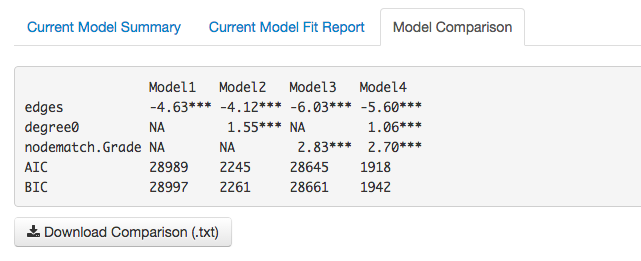 Current Model Summary Current Model Fit Report Model Comparison
Model1 Model2 Model3 Model4
edges -4.63*** -4.12*** -6.03*** -5.60***
degree0 NA 1.55*** NA 1.06***
nodematch.Grade NA NA 2.83*** 2.70***
AIC 28989 2245 28645 1918
BIC 28997 2261 28661 1942
Download Comparison (.txt)